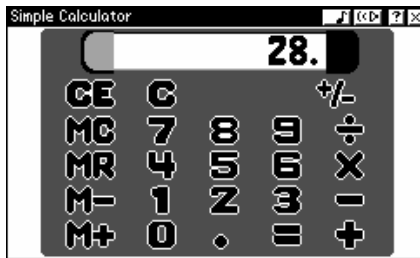 Simple Calculator ? x
28.
CE C +/-
MC 7 8 9 ÷
MR 4 5 6 X
M- 1 2 3 -
M+ 0 . = +